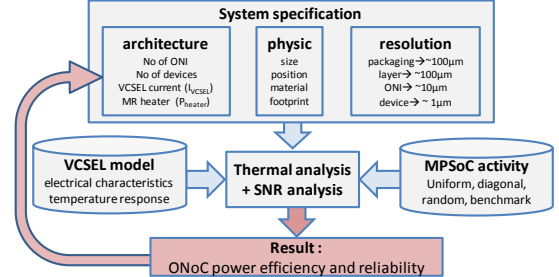 System specification
architecture
No of ONI
No of devices
VCSEL current (I_VCSEL)
MR heater (P_heater)
physic
size
position
material
footprint
resolution
packaging→~100μm
layer→~100μm
ONI→ ~10μm
device→ ~ 1μm
VCSEL model
electrical characteristics
temperature response
Thermal analysis
+ SNR analysis
MPSoC activity
Uniform, diagonal,
random, benchmark
Result :
ONoC power efficiency and reliability